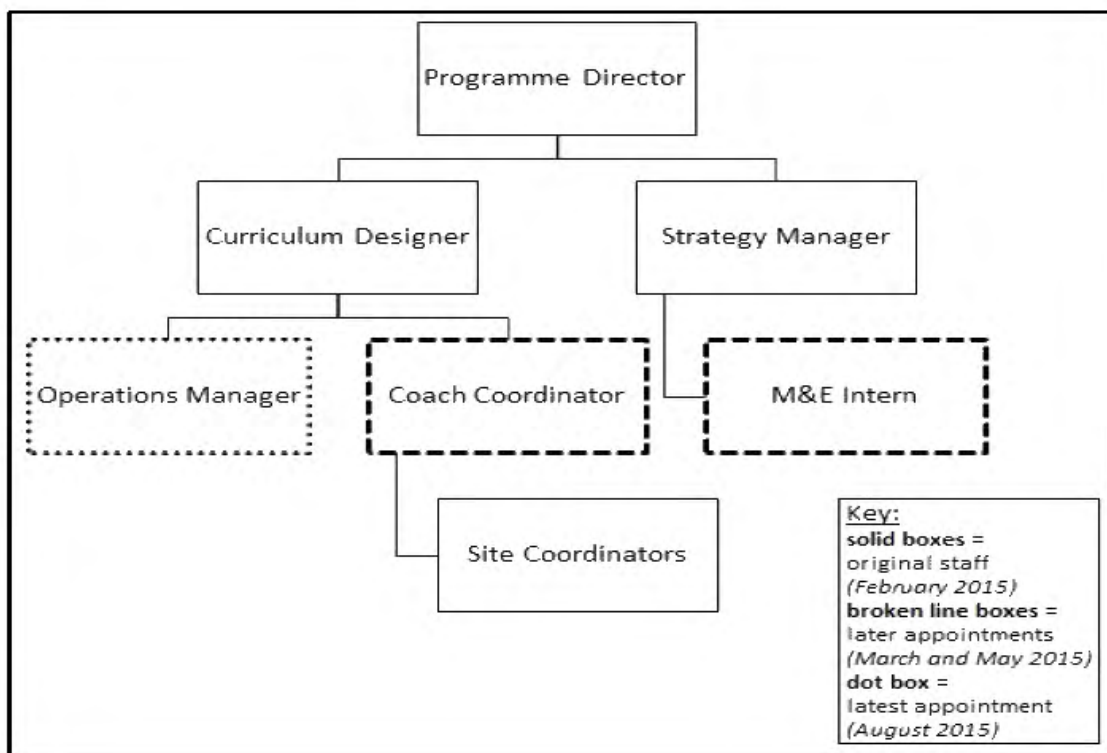 Programme Director
Curriculum Designer
Strategy Manager
Operations Manager
Coach Coordinator
M&E Intern
Site Coordinators
Key:
solid boxes =
original staff
(February 2015)
broken line boxes =
later appointments
(March and May 2015)
dot box =
latest appointment
(August 2015)